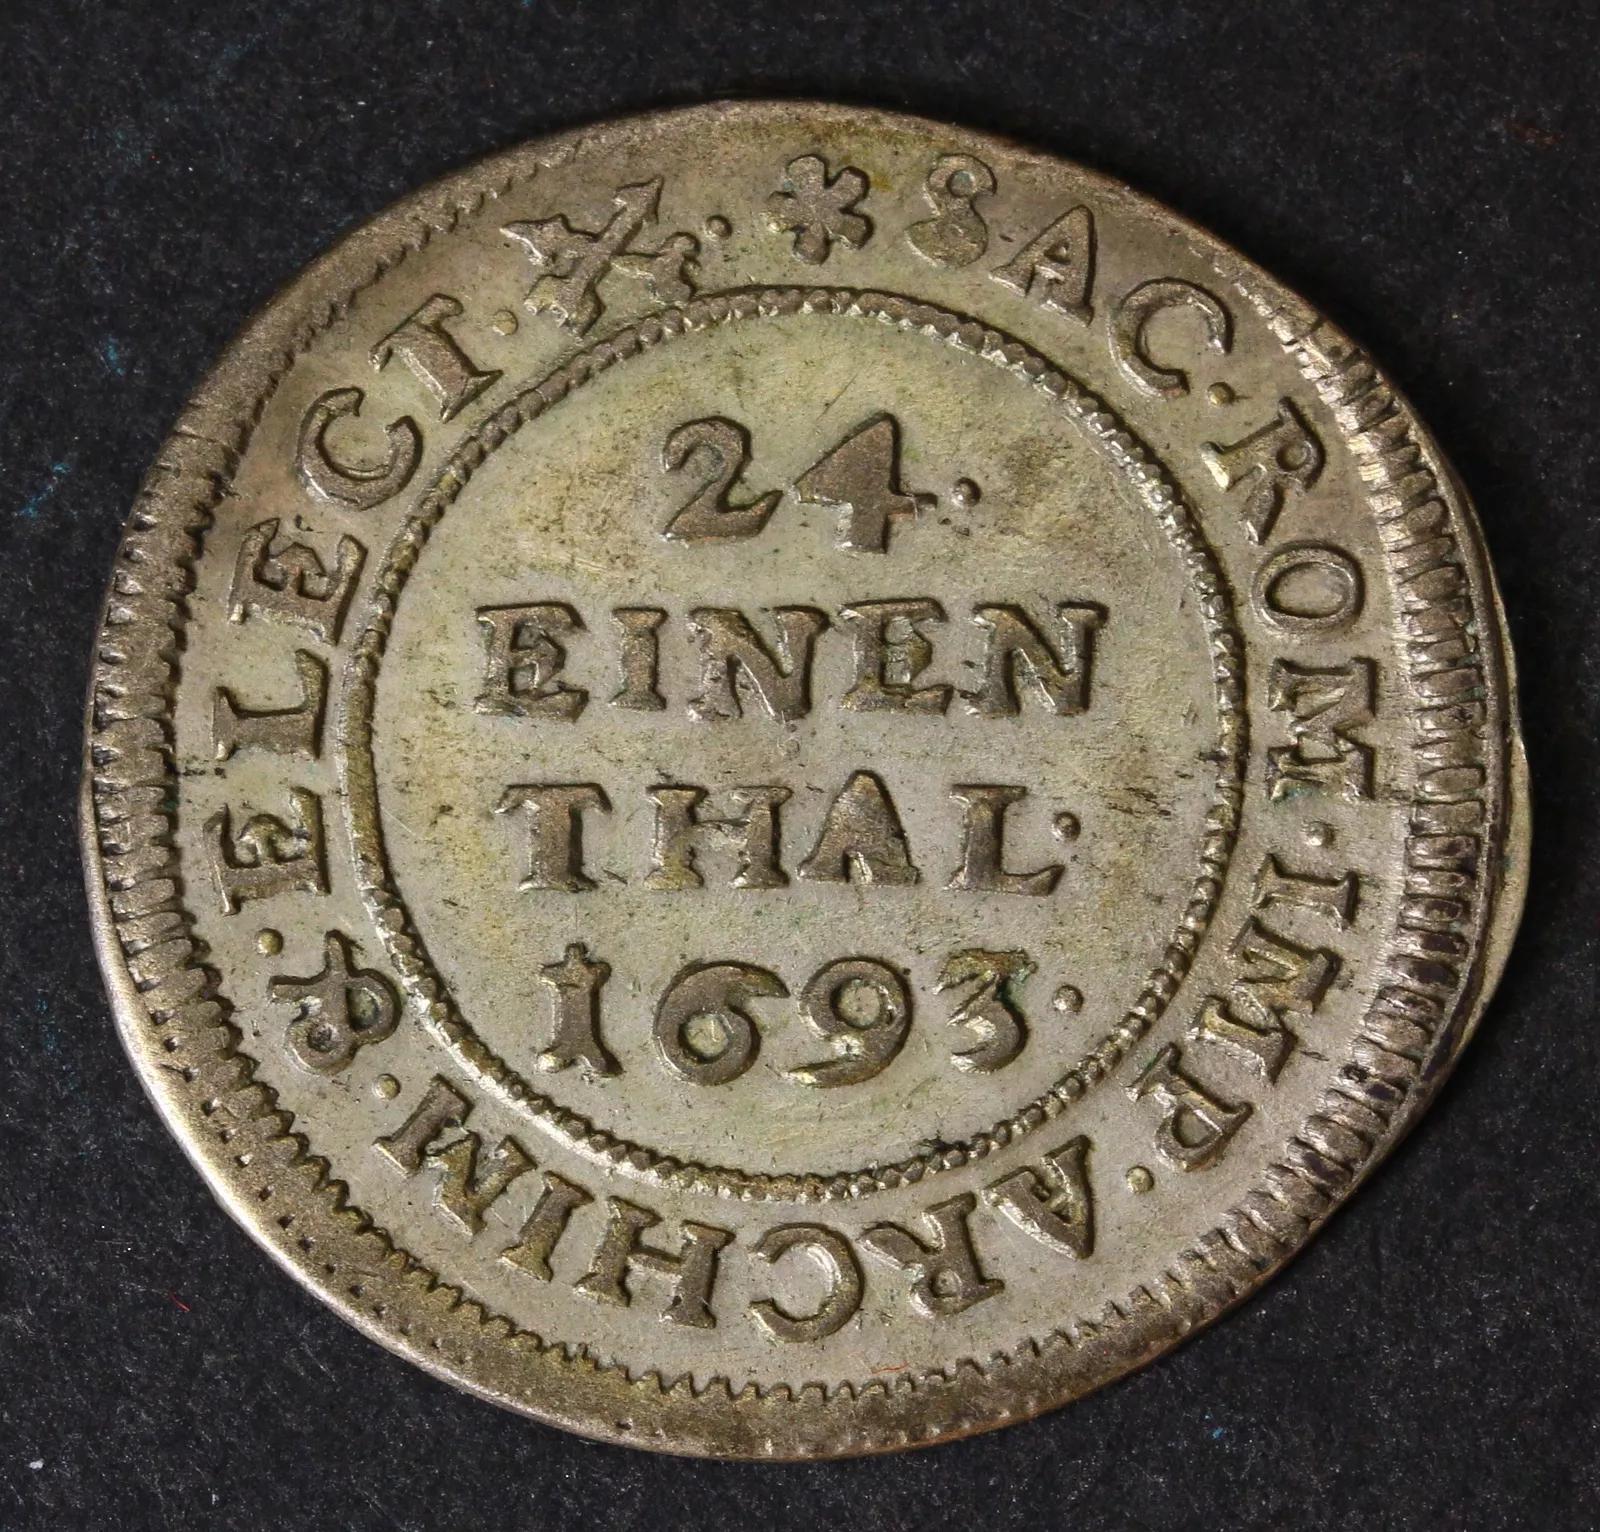 24.
EINEN
THAL.
1693.
SAC. ROM. IMP. ARCHIM. & ELECT.